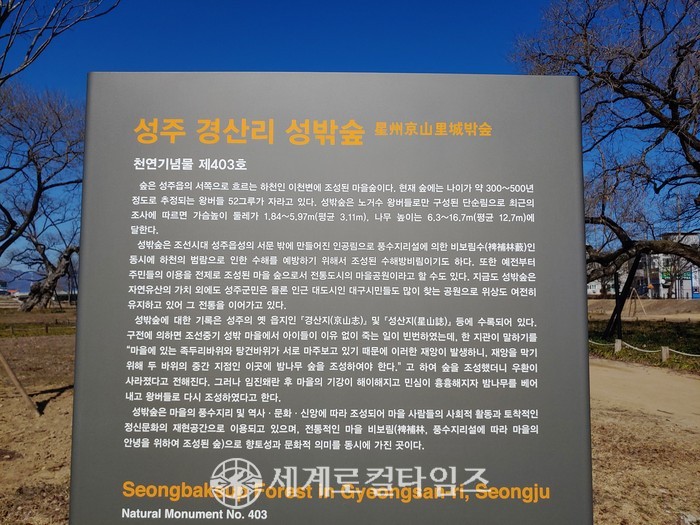 성주 경산리 성밖숲 星州京山里城밖숲
천연기념물 제403호
숲은 성주읍의 서쪽으로 흐르는 하천인 이천변에 조성된 마을숲이다. 현재 숲에는 나이가 약 300~500년
정도로 추정되는 왕버들 52그루가 자라고 있다. 성밖숲은 노거수 왕버들로만 구성된 단순림으로 최근의
조사에 따르면 가슴높이 둘레가 1.84~5.97m(평균 3.11m), 나무 높이는 6.3~16.7m(평균 12.7m)에
달한다.
성밖숲은 조선시대 성주읍성의 서문 밖에 만들어진 인공림으로 풍수지리설에 의한 비보림수(裨補林藪)인
동시에 하천의 범람으로 인한 수해를 예방하기 위해서 조성된 수해방비림이기도 하다. 또한 예전부터
주민들의 이용을 전제로 조성된 마을 숲으로서 전통도시의 마을공원이라고 할 수도 있다. 지금도 성밖숲은
자연유산의 가치 외에도 성주군민은 물론 인근 대도시인 대구시민들도 많이 찾는 공원으로 위상도 여전히
유지하고 있어 그 전통을 이어가고 있다.
성밖숲에 대한 기록은 성주의 옛 읍지인 『경산지(京山志)』 및 『성산지(星山誌)』 등에 수록되어 있다.
구전에 의하면 조선중기 성밖 마을에서 아이들이 이유 없이 죽는 일이 빈번하였는데, 한 지관이 말하기를
“마을에 있는 족두리바위와 탕건바위가 서로 마주보고 있기 때문에 이러한 재앙이 발생하니, 재앙을 막기
위해 두 바위의 중간 지점인 이곳에 밤나무 숲을 조성하여야 한다.” 고 하여 숲을 조성했더니 우환이
사라졌다고 전해진다. 그러나 임진왜란 후 마을의 기강이 해이해지고 민심이 흉흉해지자 밤나무를 베어
내고 왕버들로 다시 조성하였다고 한다.
성밖숲은 마을의 풍수지리 및 역사 · 문화 · 신앙에 따라 조성되어 마을 사람들의 사회적 활동과 토착적인
정신문화의 재현공간으로 이용되고 있으며, 전통적인 마을 비보림(裨補林, 풍수지리설에 따라 마을의
안녕을 위하여 조성된 숲)으로 향토성과 문화적 의미를 동시에 가진 곳이다.
세계로컬타임즈
Seongbaksup Forest in Gyeongsan-ri, Seongju
Natural Monument No. 403